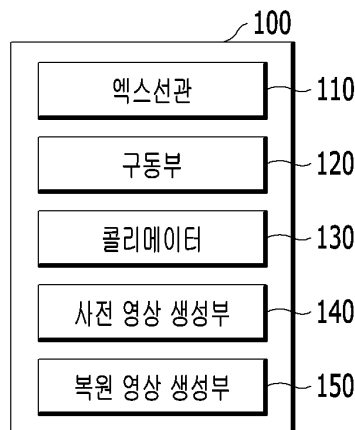 100
엑스선관 110
구동부 120
콜리메이터 130
사전 영상 생성부 140
복원 영상 생성부 150